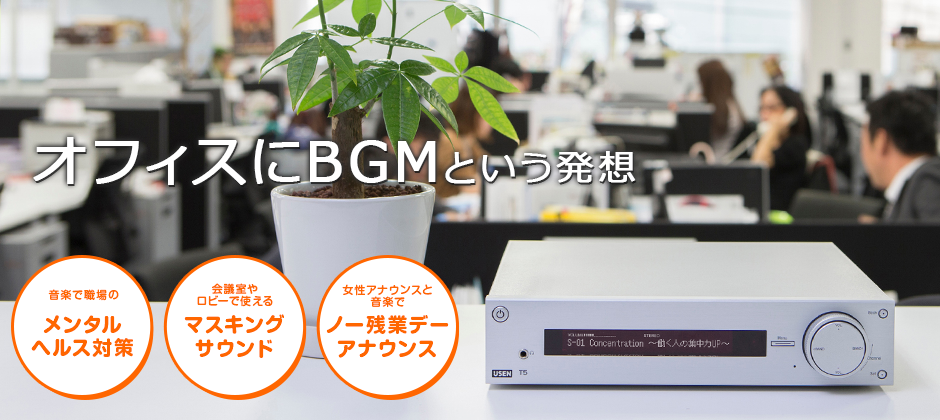 オフィスにBGMという発想
音楽で職場の
メンタル
ヘルス対策
会議室や
ロビーで使える
マスキング
サウンド
女性アナウンスと
音楽で
ノー残業デー
アナウンス
STEREO
S-01 Concentration 〜働く人の集中力UP〜
USEN T5